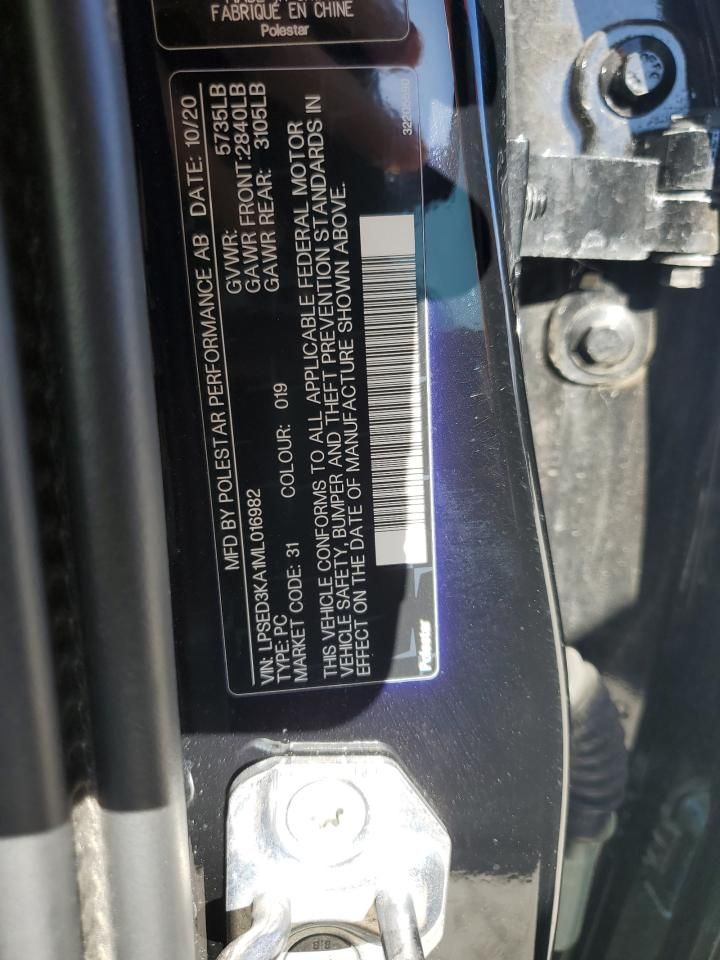 FABRIQUÉ EN CHINE
Polestar
MFD BY POLESTAR PERFORMANCE AB DATE: 10/20
GVWR: 5735LB
GAWR FRONT:2840LB
GAWR REAR: 3105LB
VIN: LPSED3KA1ML016982
TYPE: PC
MARKET CODE: 31 COLOUR: 019
THIS VEHICLE CONFORMS TO ALL APPLICABLE FEDERAL MOTOR
VEHICLE SAFETY, BUMPER AND THEFT PREVENTION STANDARDS IN
EFFECT ON THE DATE OF MANUFACTURE SHOWN ABOVE.
Polestar